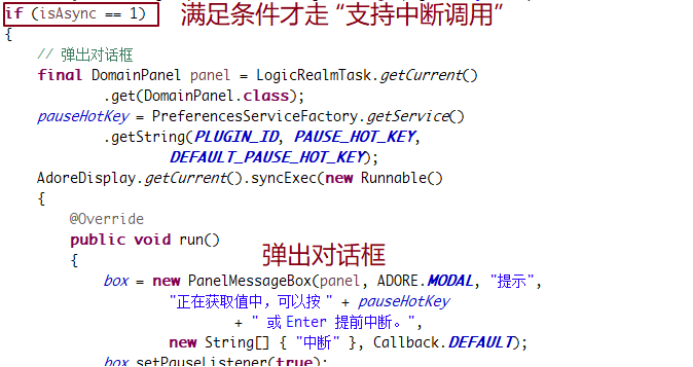 if (isAsync == 1) 满足条件才走“支持中断调用”
{
// 弹出对话框
final DomainPanel panel = LogicRealmTask.getCurrent()
.get(DomainPanel.class);
pauseHotKey = PreferencesServiceFactory.getService()
.getString(PLUGIN_ID, PAUSE_HOT_KEY,
DEFAULT_PAUSE_HOT_KEY);
AdoreDisplay.getCurrent().syncExec(new Runnable()
{
@Override
public void run()
{ 弹出对话框
box = new PanelMessageBox(panel, ADORE.MODAL, "提示",
"正在获取值中，可以按 " + pauseHotKey
+ " 或 Enter 提前中断。",
new String[] { "中断" }, Callback.DEFAULT);
box.setPauseListener(true);